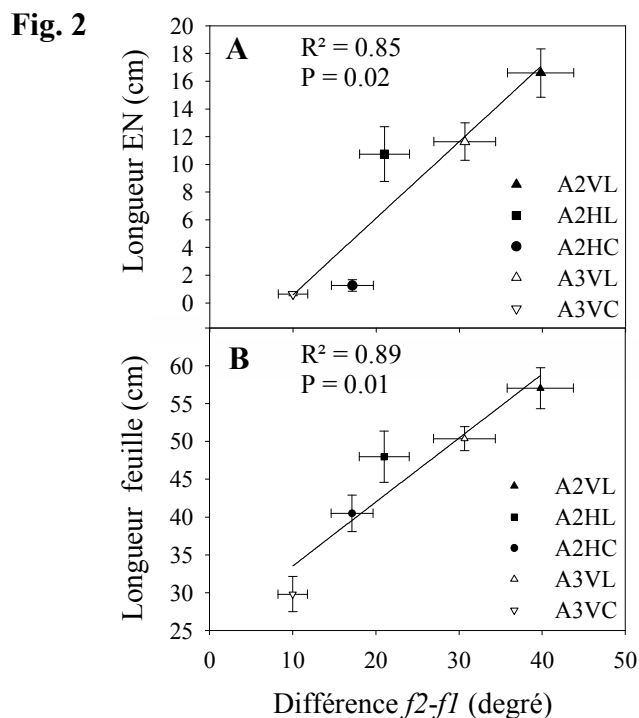 Fig. 2
A
R² = 0.85
P = 0.02
Longueur EN (cm)
20
18
16
14
12
10
8
6
4
2
0
A2VL
A2HL
A2HC
A3VL
A3VC
B
R² = 0.89
P = 0.01
Longueur feuille (cm)
60
55
50
45
40
35
30
25
A2VL
A2HL
A2HC
A3VL
A3VC
0 10 20 30 40 50
Différence f2-f1 (degré)